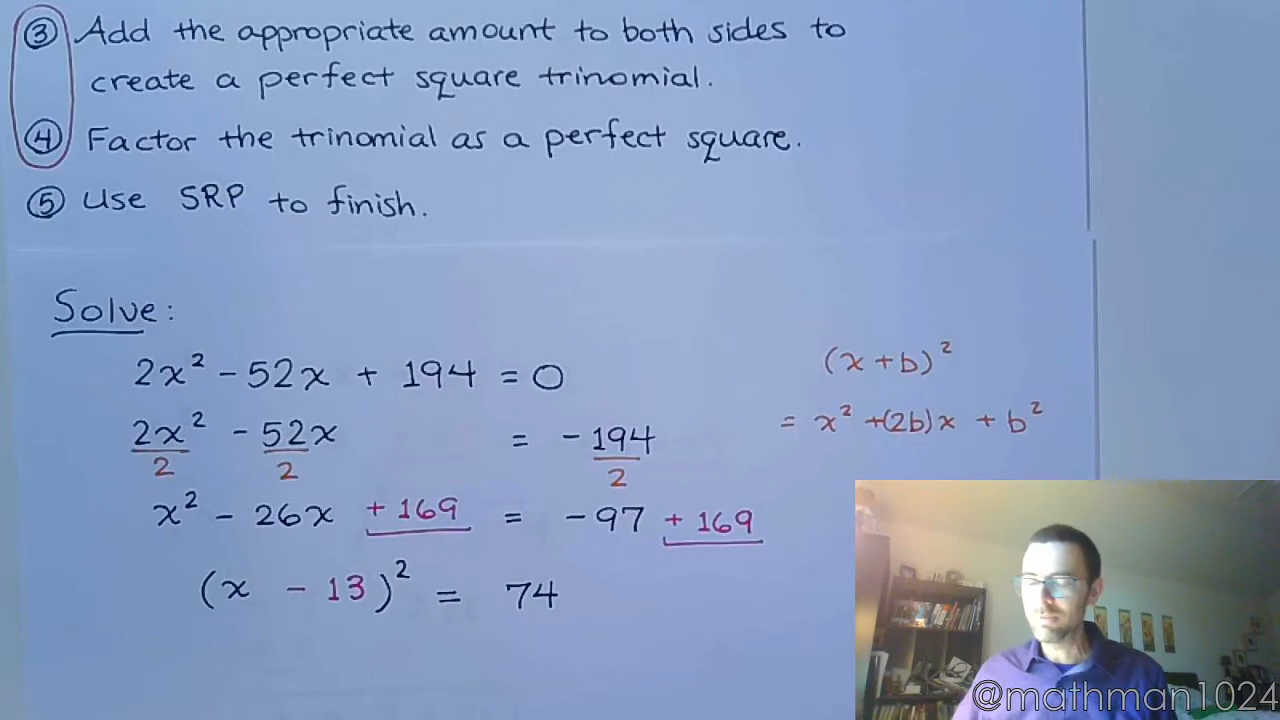 ③ Add the appropriate amount to both sides to
create a perfect square trinomial.
④ Factor the trinomial as a perfect square.
⑤ Use SRP to finish.
Solve:
2x² - 52x + 194 = 0
2x²/2 - 52x/2 = -194/2
x² - 26x + 169 = -97 + 169
(x - 13)² = 74
(x + b)²
= x² + (2b)x + b²
@mathman1024